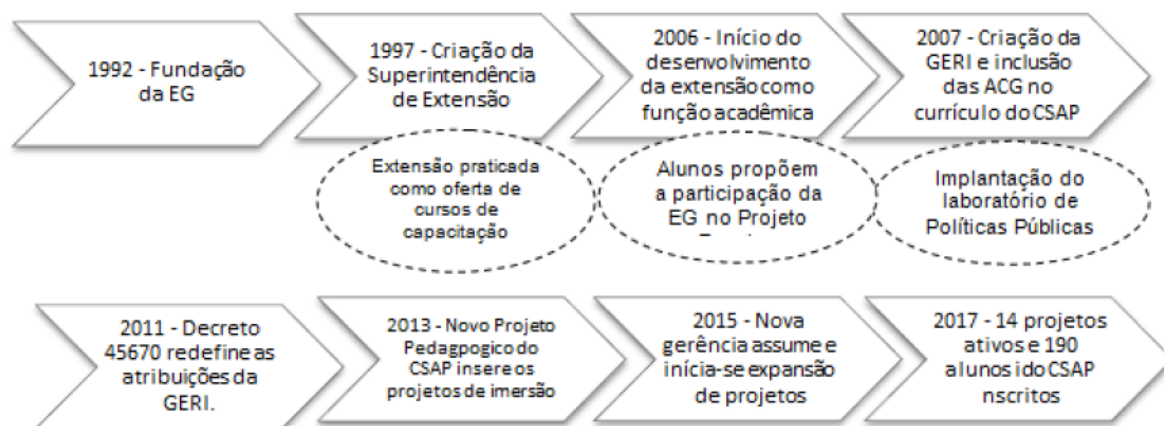 1992 - Fundação
da EG
1997 - Criação da
Superintendência
de Extensão
2006 - Início do
desenvolvimento
da extensão como
função acadêmica
2007 - Criação da
GERI e inclusão
das ACG no
currículo do CSAP
Extensão praticada
como oferta de
cursos de
capacitação
Alunos propõem
a participação da
EG no Projeto
Implantação do
laboratório de
Políticas Públicas
2011 - Decreto
45670 redefine as
atribuições da
GERI.
2013 - Novo Projeto
Pedagpogico do
CSAP insere os
projetos de imersão
2015 - Nova
gerência assume e
inícia-se expansão
de projetos
2017 - 14 projetos
ativos e 190
alunos ido CSAP
nscritos